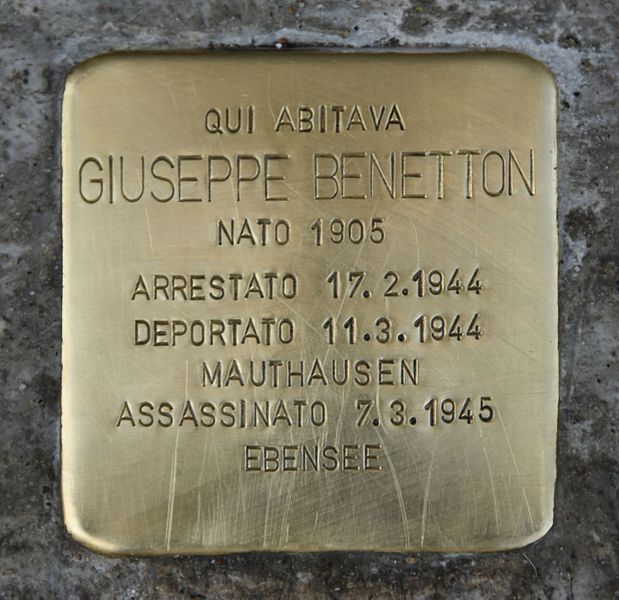 QUI ABITAVA
GIUSEPPE BENETTON
NATO 1905
ARRESTATO 17.2.1944
DEPORTATO 11.3.1944
MAUTHAUSEN
ASSASSINATO 7.3.1945
EBENSEE